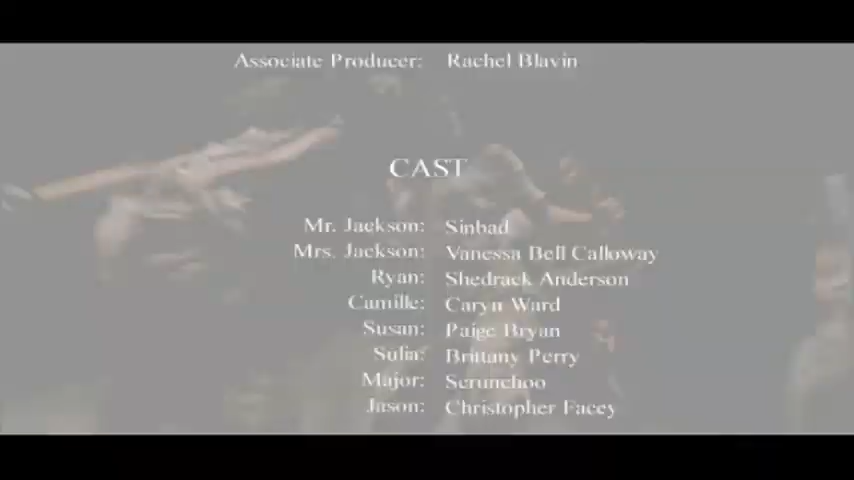 Associate Producer: Rachel Blavin
CAST
Mr. Jackson: Sinbad
Mrs. Jackson: Vanessa Bell Calloway
Ryan: Shedrack Anderson
Camille: Caryn Ward
Susan: Paige Bryan
Sulia: Brittany Perry
Major: Scrunchoo
Jason: Christopher Facey